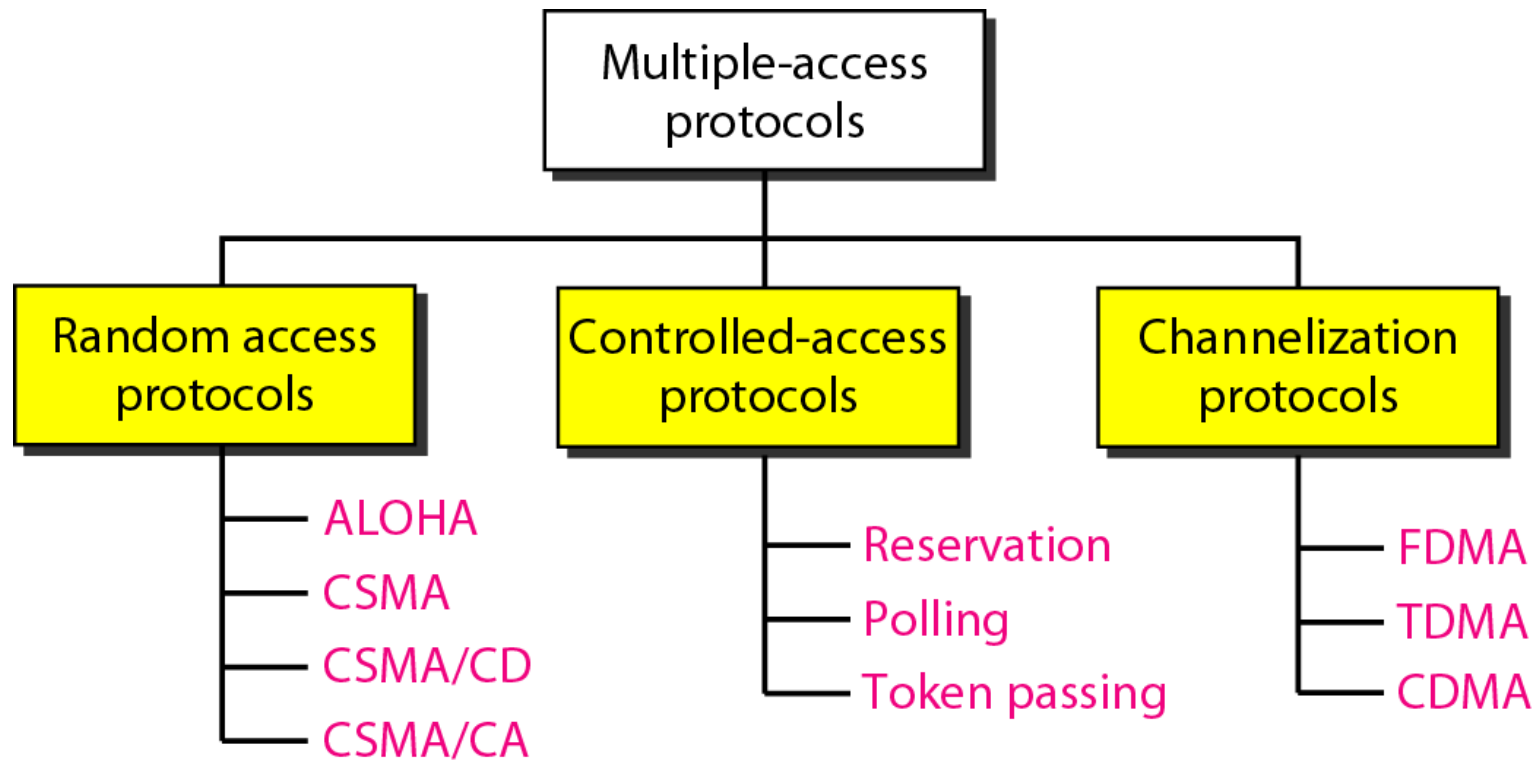 Multiple-access
protocols
Random access
protocols
Controlled-access
protocols
Channelization
protocols
ALOHA
CSMA
CSMA/CD
CSMA/CA
Reservation
Polling
Token passing
FDMA
TDMA
CDMA